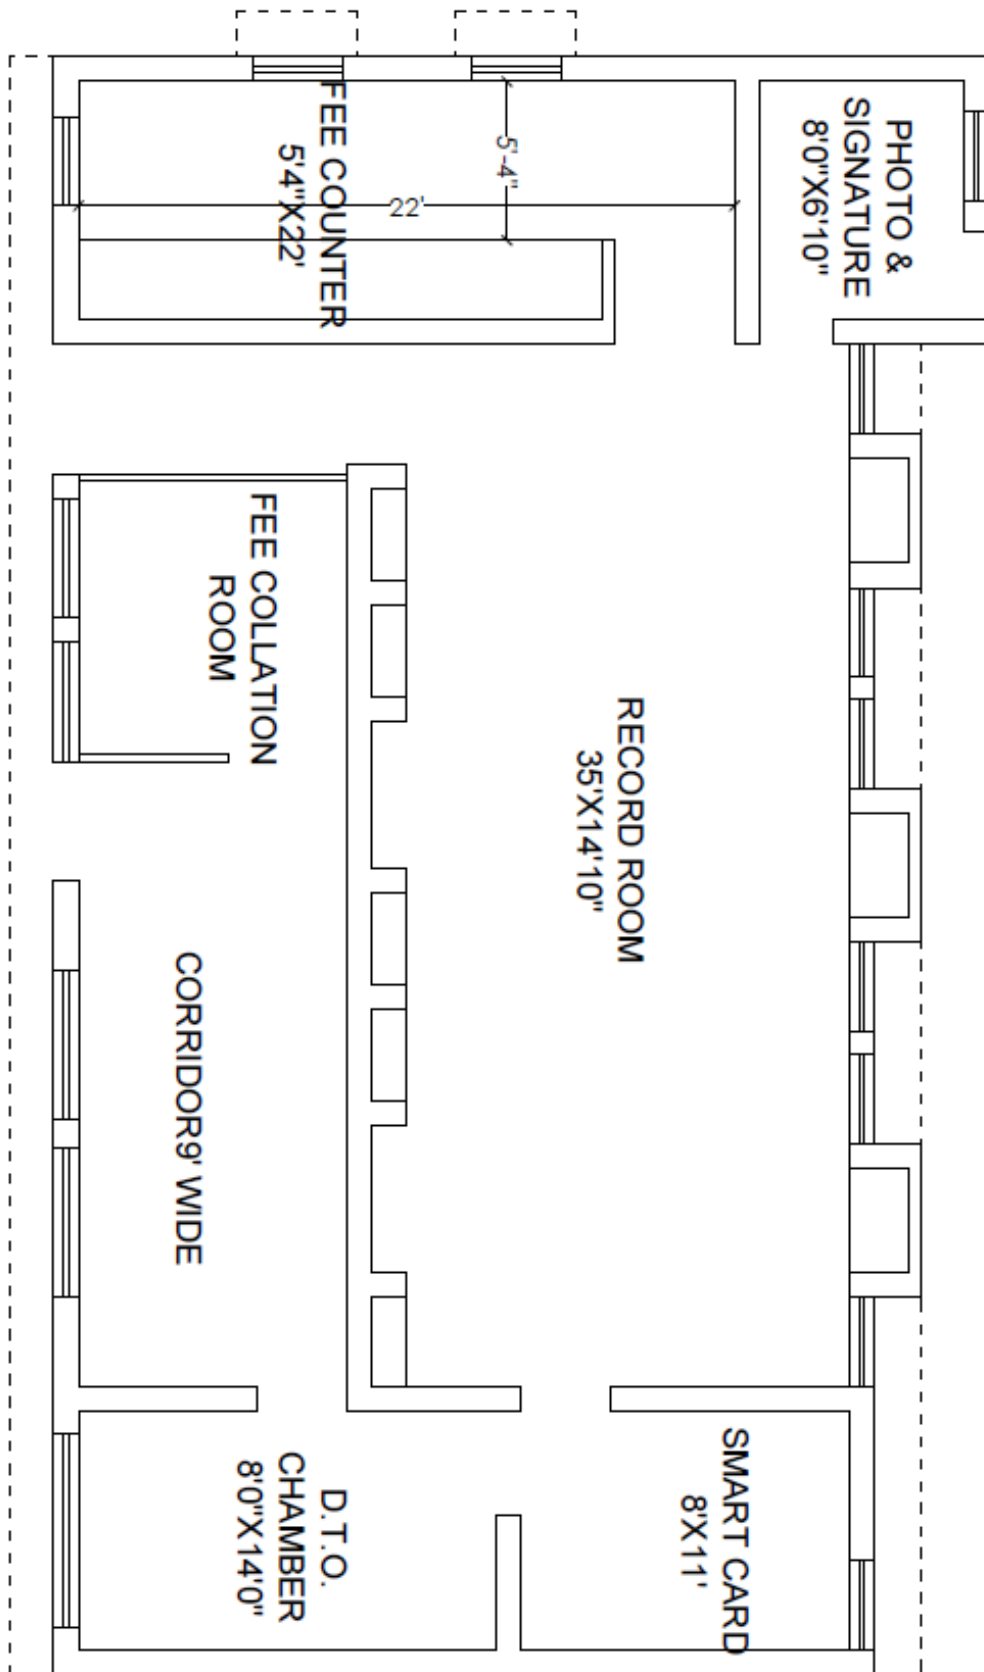 PHOTO &
SIGNATURE
8'0"X6'10"
FEE COUNTER
5'4"X22'
5'-4"
22'
FEE COLLATION
ROOM
RECORD ROOM
35'X14'10"
CORRIDOR9' WIDE
SMART CARD
8'X11'
D.T.O.
CHAMBER
8'0"X14'0"